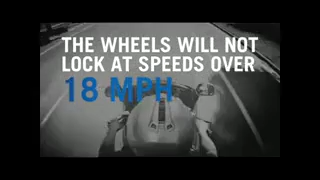 THE WHEELS WILL NOT
LOCK AT SPEEDS OVER
18 MPH